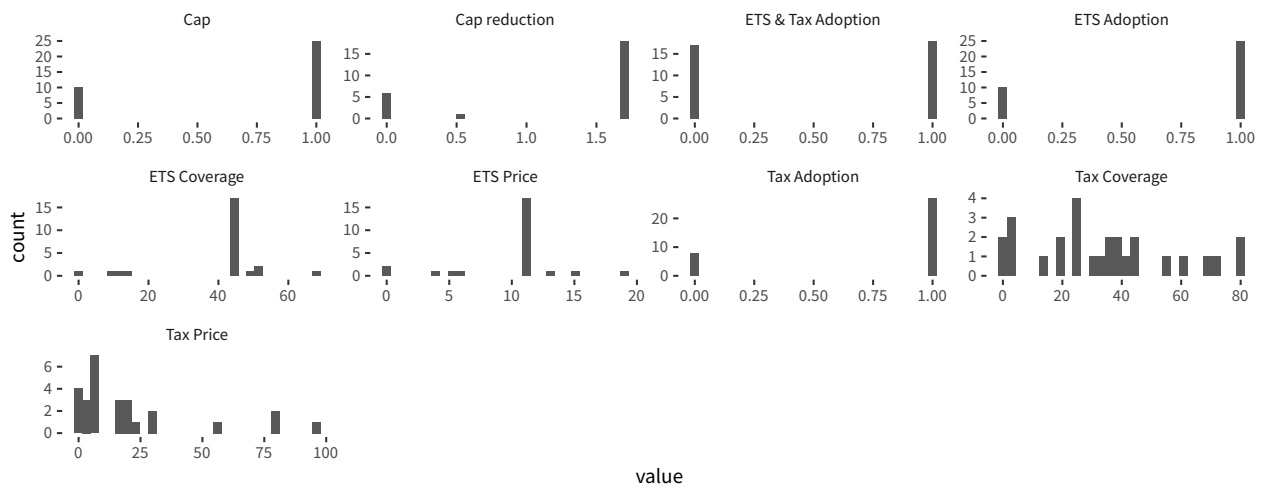 Cap
Cap reduction
ETS & Tax Adoption
ETS Adoption
25
20
15
10
5
0
0.00 0.25 0.50 0.75 1.00
15
10
5
0
0.0 0.5 1.0 1.5
15
10
5
0
0.00 0.25 0.50 0.75 1.00
25
20
15
10
5
0
0.00 0.25 0.50 0.75 1.00
ETS Coverage
ETS Price
Tax Adoption
Tax Coverage
count
15
10
5
0
0 20 40 60
15
10
5
0
0 5 10 15 20
20
10
0
0.00 0.25 0.50 0.75 1.00
4
3
2
1
0
0 20 40 60 80
Tax Price
6
4
2
0
0 25 50 75 100
value